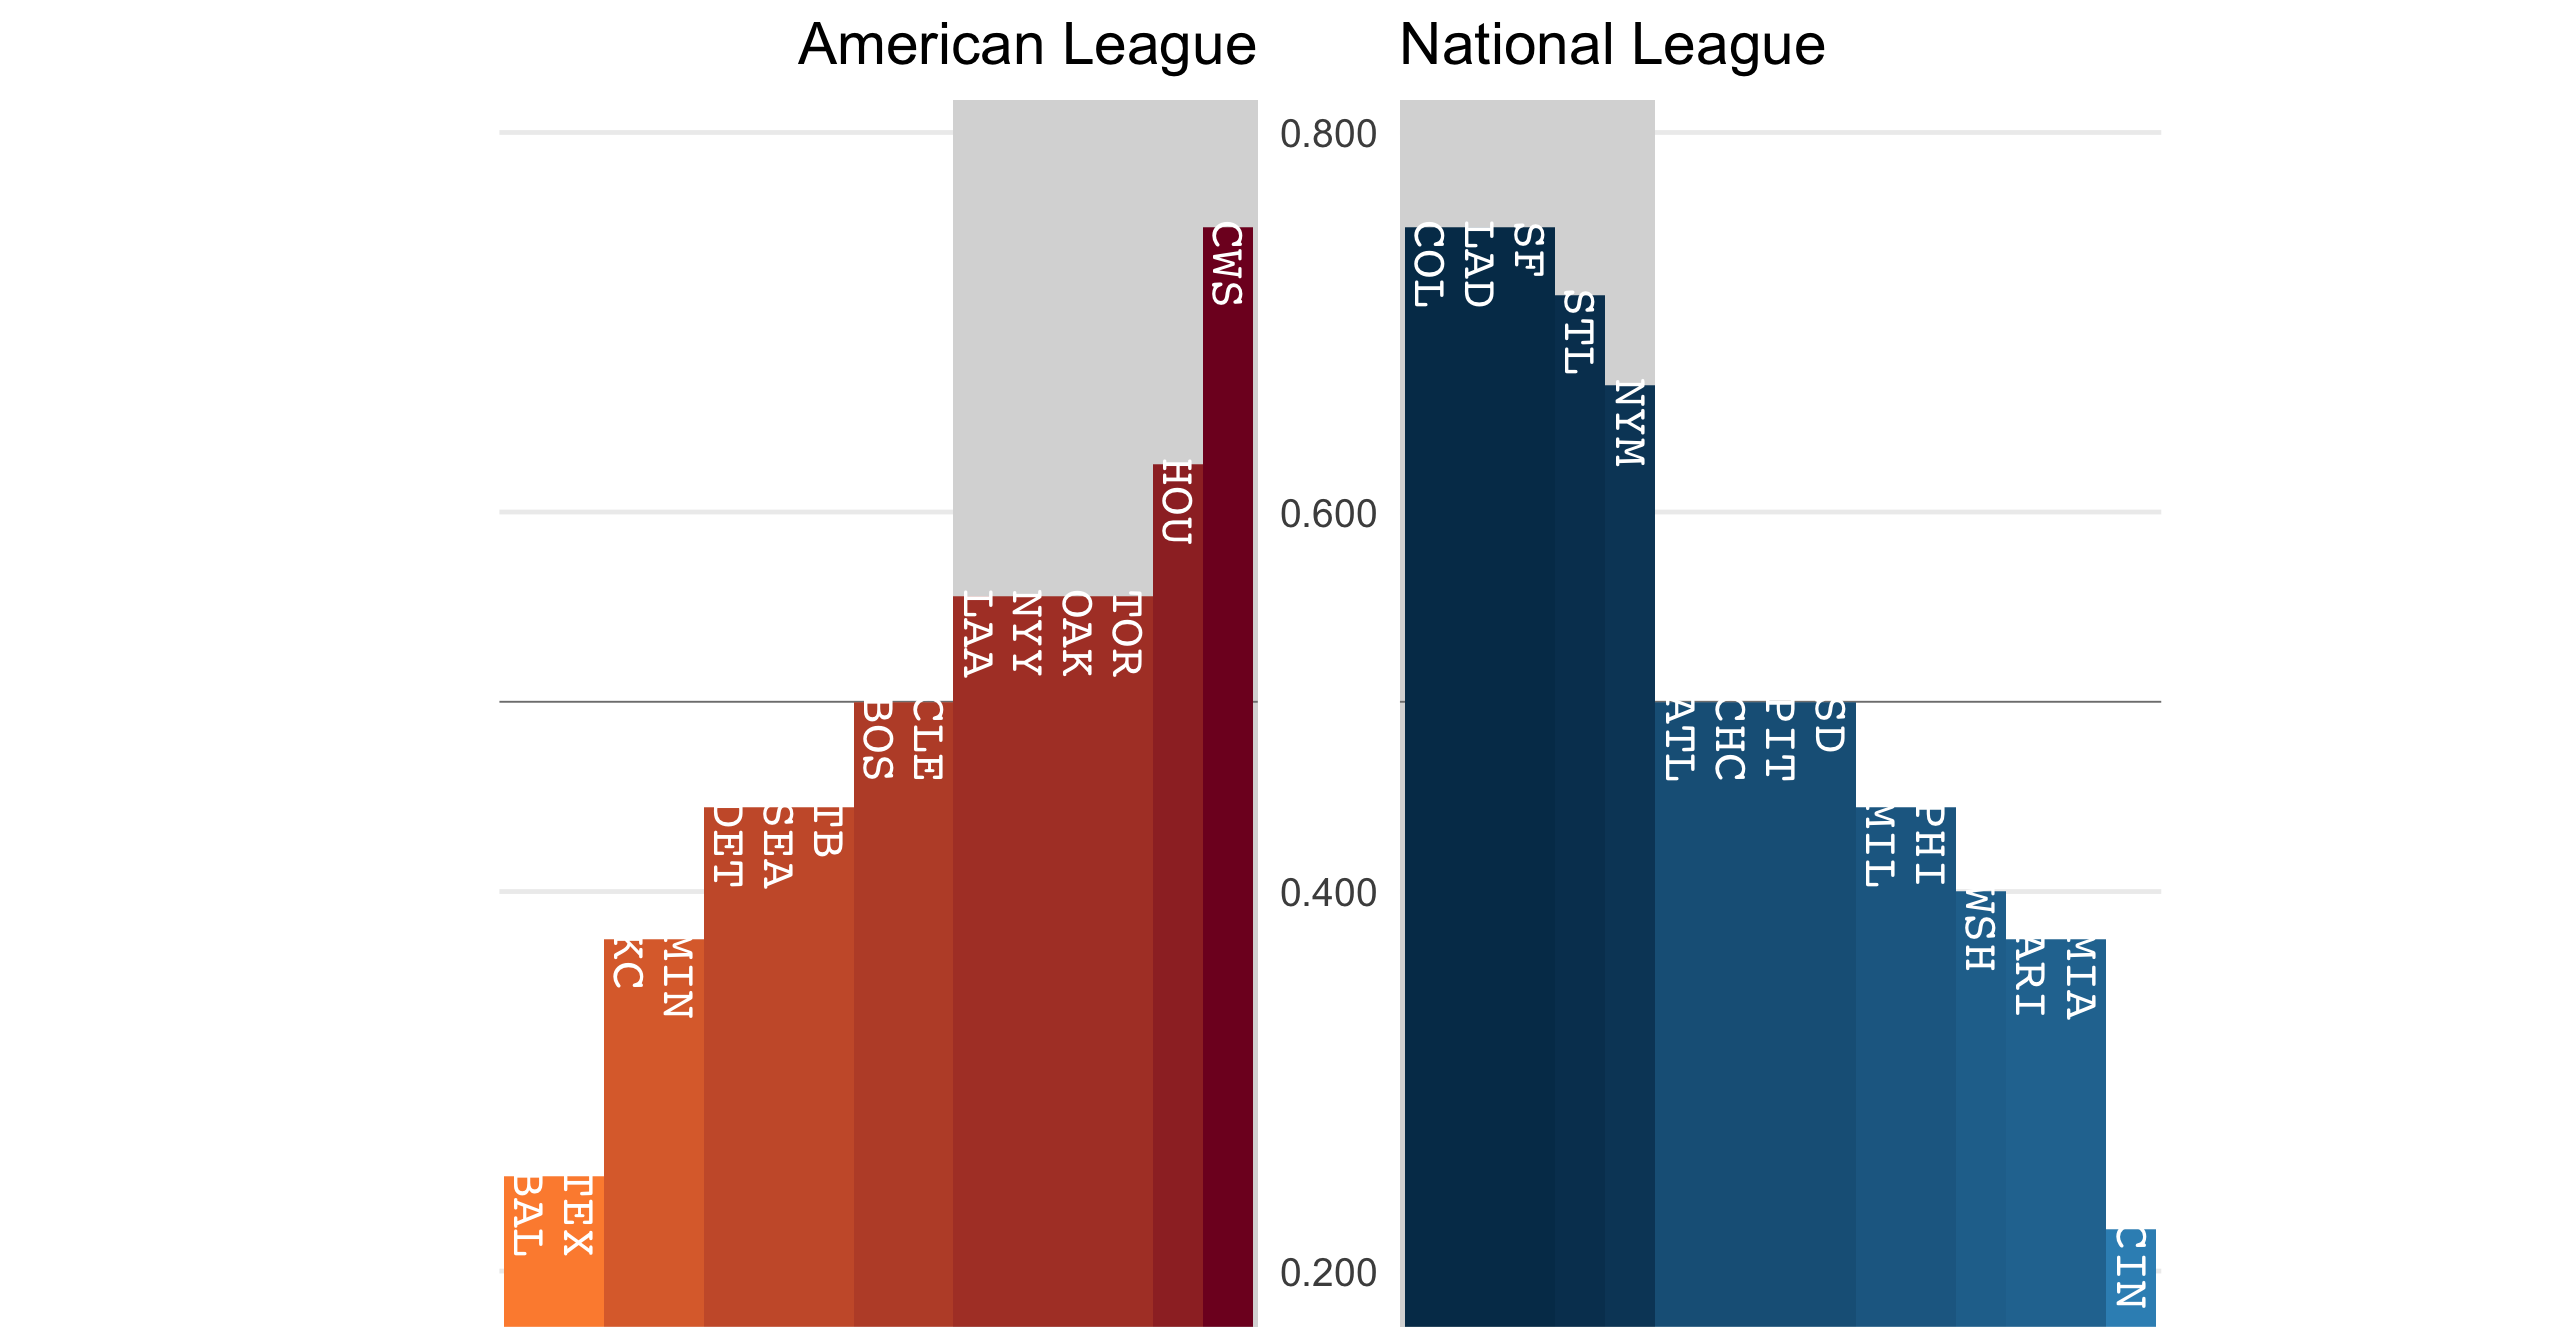 American League
National League
0.800
0.600
0.400
0.200
BAL
TEX
KC
MIN
DET
SEA
TB
BOS
CLE
LAA
NYY
OAK
TOR
HOU
CWS
COL
LAD
SF
STL
NYM
ATL
CHC
PIT
SD
MIL
PHI
WSH
ARI
MIA
CIN